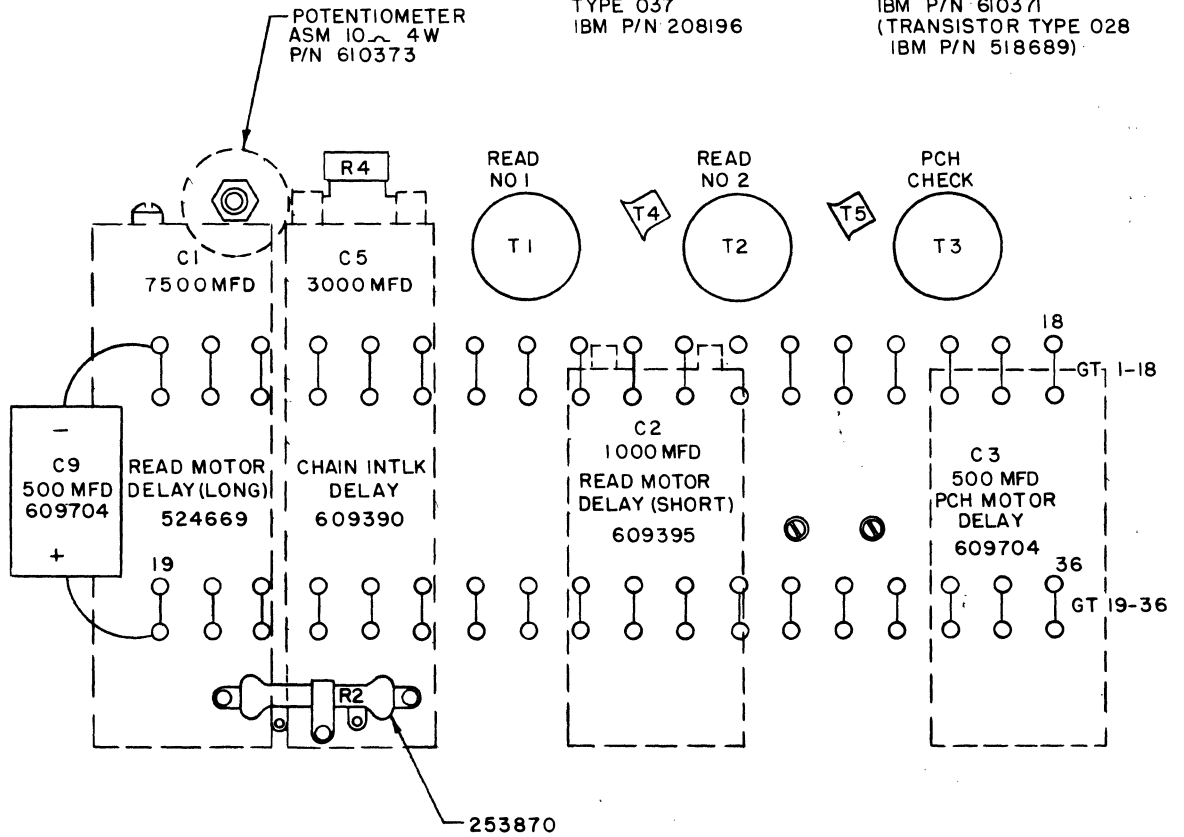 POTENTIOMETER
ASM 10 Ω 4W
P/N 610373
TYPE 037
IBM P/N 208196
IBM P/N 610371
(TRANSISTOR TYPE 028
IBM P/N 518689)
R4
READ
NO 1
READ
NO 2
PCH
CHECK
T4
T5
T1
T2
T3
C1
7500 MFD
C5
3000 MFD
18
GT 1-18
–
C9
500 MFD
609704
+
READ MOTOR
DELAY (LONG)
524669
CHAIN INTLK
DELAY
609390
C2
1000 MFD
READ MOTOR
DELAY (SHORT)
609395
C3
500 MFD
PCH MOTOR
DELAY
609704
19
36
GT 19-36
R2
253870